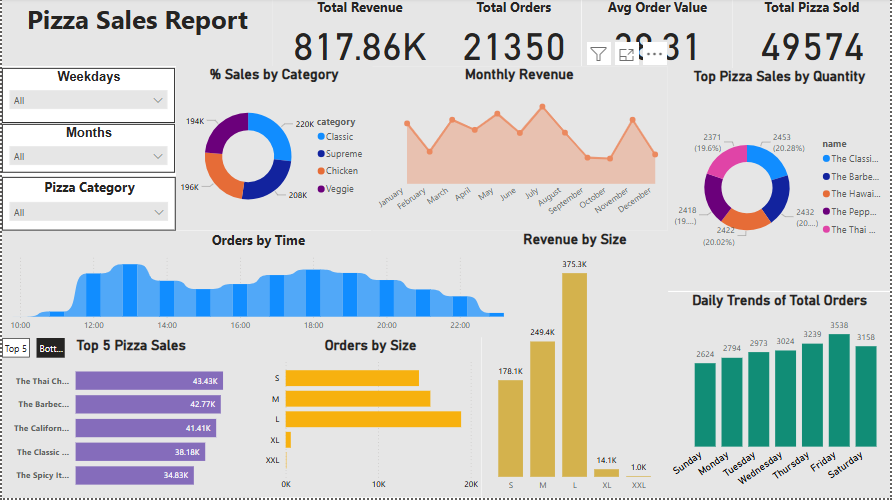 Pizza Sales Report
Total Revenue
817.86K
Total Orders
21350
Avg Order Value
Total Pizza Sold
49574
Weekdays
All
Months
All
Pizza Category
All
% Sales by Category
194K
220K
196K
208K
category
Classic
Supreme
Chicken
Veggie
Monthly Revenue
January
February
March
April
May
June
July
August
September
October
November
December
Top Pizza Sales by Quantity
2371
(19.6%)
2453
(20.28%)
2418
(19....)
2432
(20....)
2422
(20.02%)
name
The Classi...
The Barbe...
The Hawai...
The Pepp...
The Thai ...
Orders by Time
10:00 12:00 14:00 16:00 18:00 20:00 22:00
Top 5
Bott...
Top 5 Pizza Sales
The Thai Ch... 43.43K
The Barbec... 42.77K
The Californ... 41.41K
The Classic ... 38.18K
The Spicy It... 34.83K
Orders by Size
S
M
L
XL
XXL
0K 10K 20K
Revenue by Size
178.1K
249.4K
375.3K
14.1K
1.0K
S M L XL XXL
Daily Trends of Total Orders
2624
2794
2973
3024
3239
3538
3158
Sunday
Monday
Tuesday
Wednesday
Thursday
Friday
Saturday